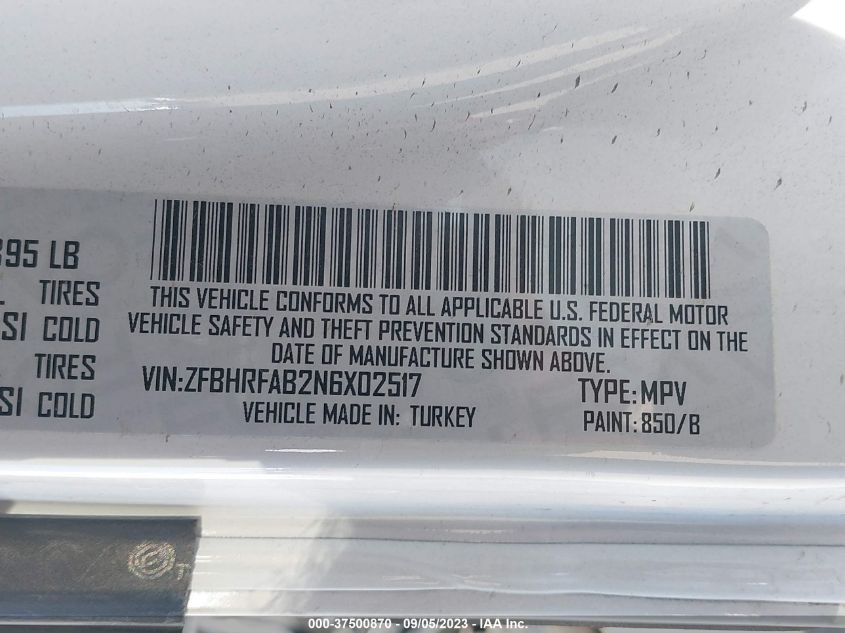 395 LB
TIRES
SI COLD
TIRES
SI COLD
THIS VEHICLE CONFORMS TO ALL APPLICABLE U.S. FEDERAL MOTOR
VEHICLE SAFETY AND THEFT PREVENTION STANDARDS IN EFFECT ON THE
DATE OF MANUFACTURE SHOWN ABOVE.
VIN:ZFBHRFAB2N6X02517 TYPE:MPV
VEHICLE MADE IN: TURKEY PAINT:850/B
000-37500870 - 09/05/2023 - IAA Inc.